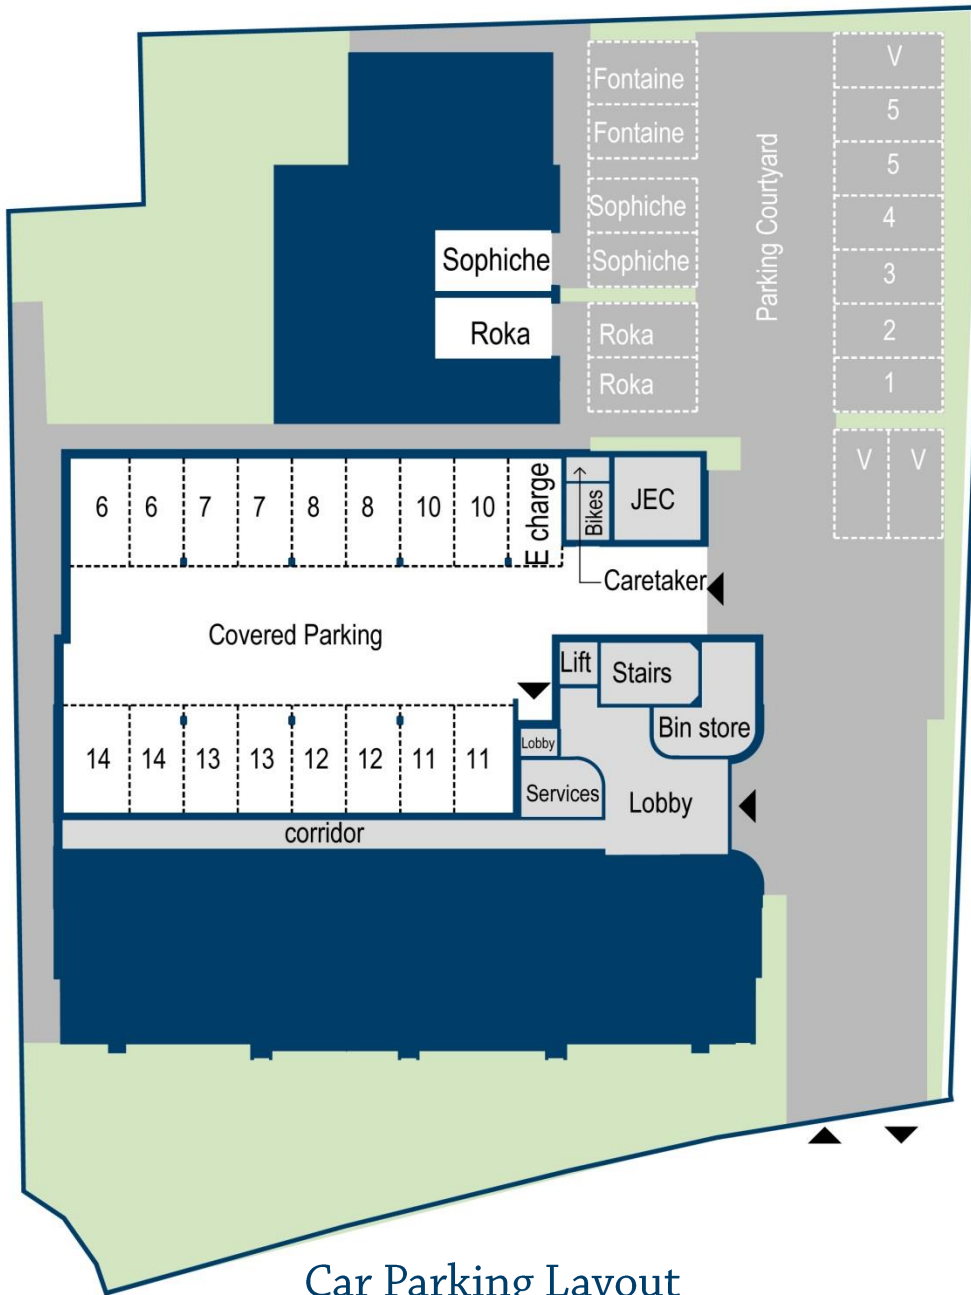 V
Fontaine
5
Fontaine
5
Sophiche
4
Sophiche
Sophiche
3
Parking Courtyard
Roka
Roka
2
Roka
1
V V
6 6 7 7 8 8 10 10
E charge
Bikes
JEC
Caretaker
Covered Parking
Lift
Stairs
Bin store
14 14 13 13 12 12 11 11
Lobby
Services
Lobby
corridor
Car Parking Layout